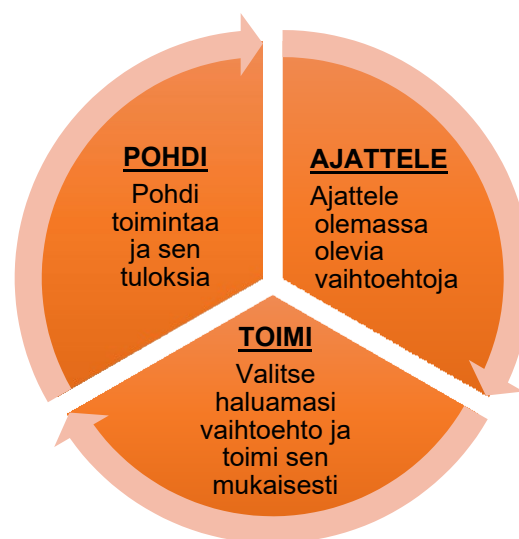 POHDI
Pohdi
toimintaa
ja sen
tuloksia
AJATTELE
Ajattele
olemassa
olevia
vaihtoehtoja
TOIMI
Valitse
haluamasi
vaihtoehto ja
toimi sen
mukaisesti